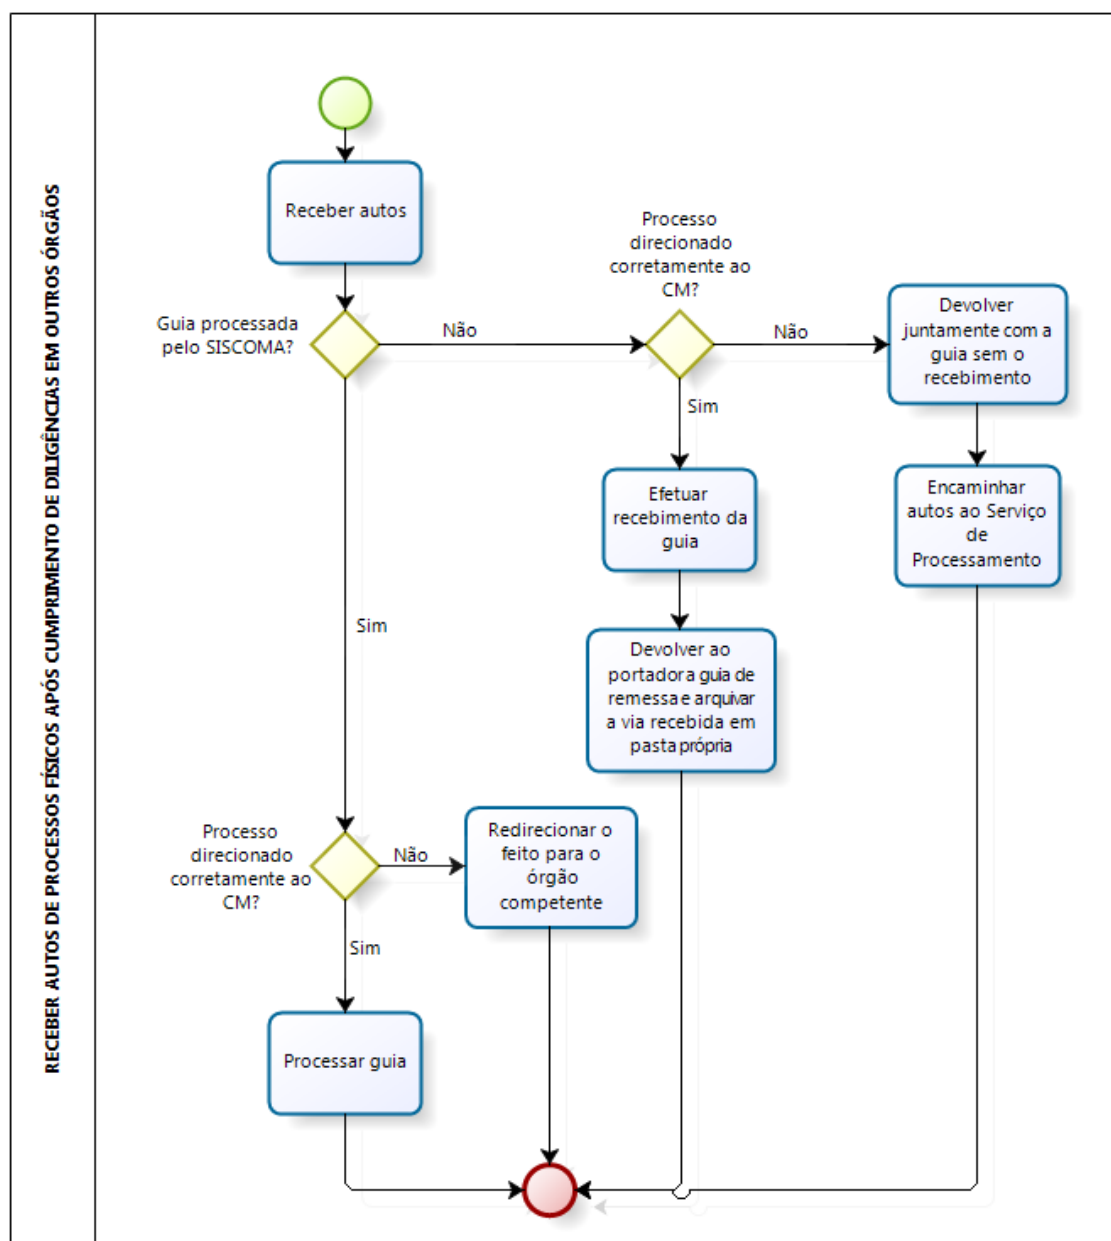 RECEBER AUTOS DE PROCESSOS FÍSICOS APÓS CUMPRIMENTO DE DILIGÊNCIAS EM OUTROS ÓRGÃOS
Receber autos
Guia processada
pelo SISCOMA?
Não
Processo
direcionado
corretamente ao
CM?
Não
Devolver
juntamente com a
guia sem o
recebimento
Sim
Efetuar
recebimento da
guia
Encaminhar
autos ao Serviço
de
Processamento
Sim
Devolver ao
portadora guia de
remessa e arquivar
a via recebida em
pasta própria
Processo
direcionado
corretamente ao
CM?
Não
Redirecionar o
feito para o
órgão
competente
Sim
Processar guia